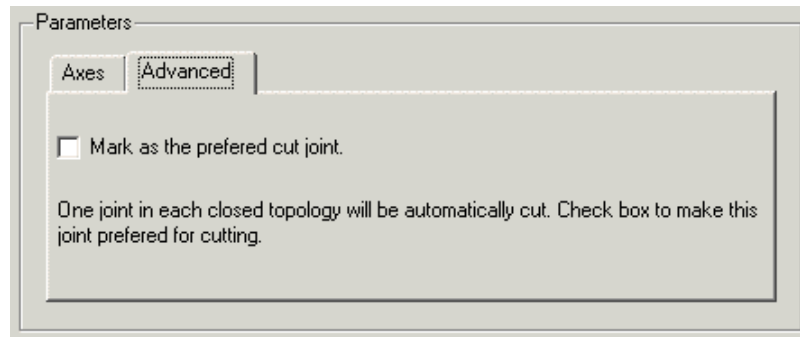 Parameters
Axes Advanced
Mark as the prefered cut joint.
One joint in each closed topology will be automatically cut. Check box to make this
joint prefered for cutting.